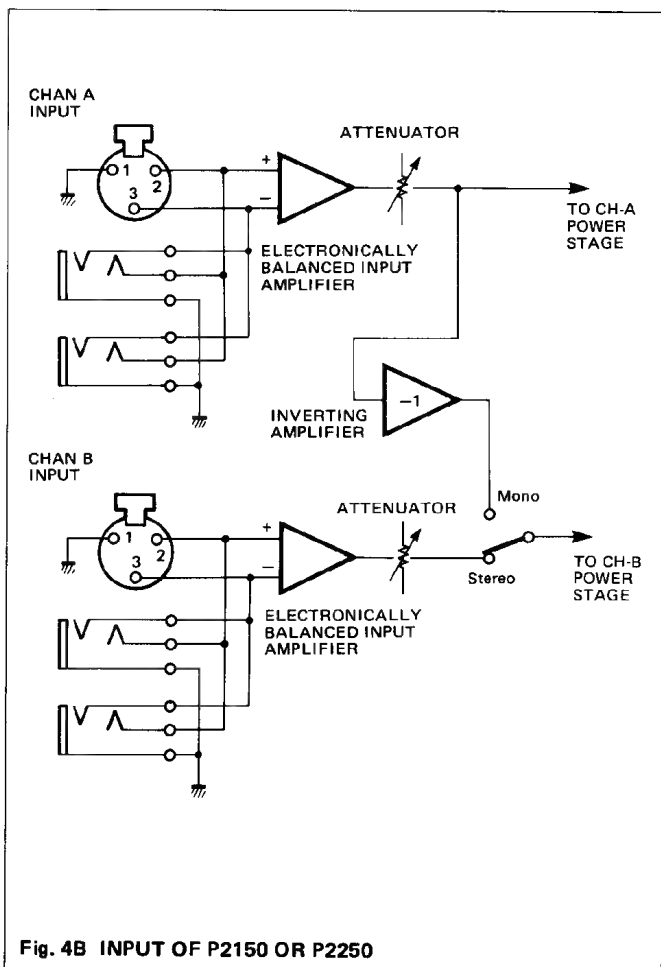 CHAN A
INPUT
1
2
3
+
−
ATTENUATOR
TO CH-A
POWER
STAGE
ELECTRONICALLY
BALANCED INPUT
AMPLIFIER
INVERTING
AMPLIFIER
−1
CHAN B
INPUT
1
2
3
+
−
ATTENUATOR
Mono
Stereo
TO CH-B
POWER
STAGE
ELECTRONICALLY
BALANCED INPUT
AMPLIFIER
Fig. 4B INPUT OF P2150 OR P2250